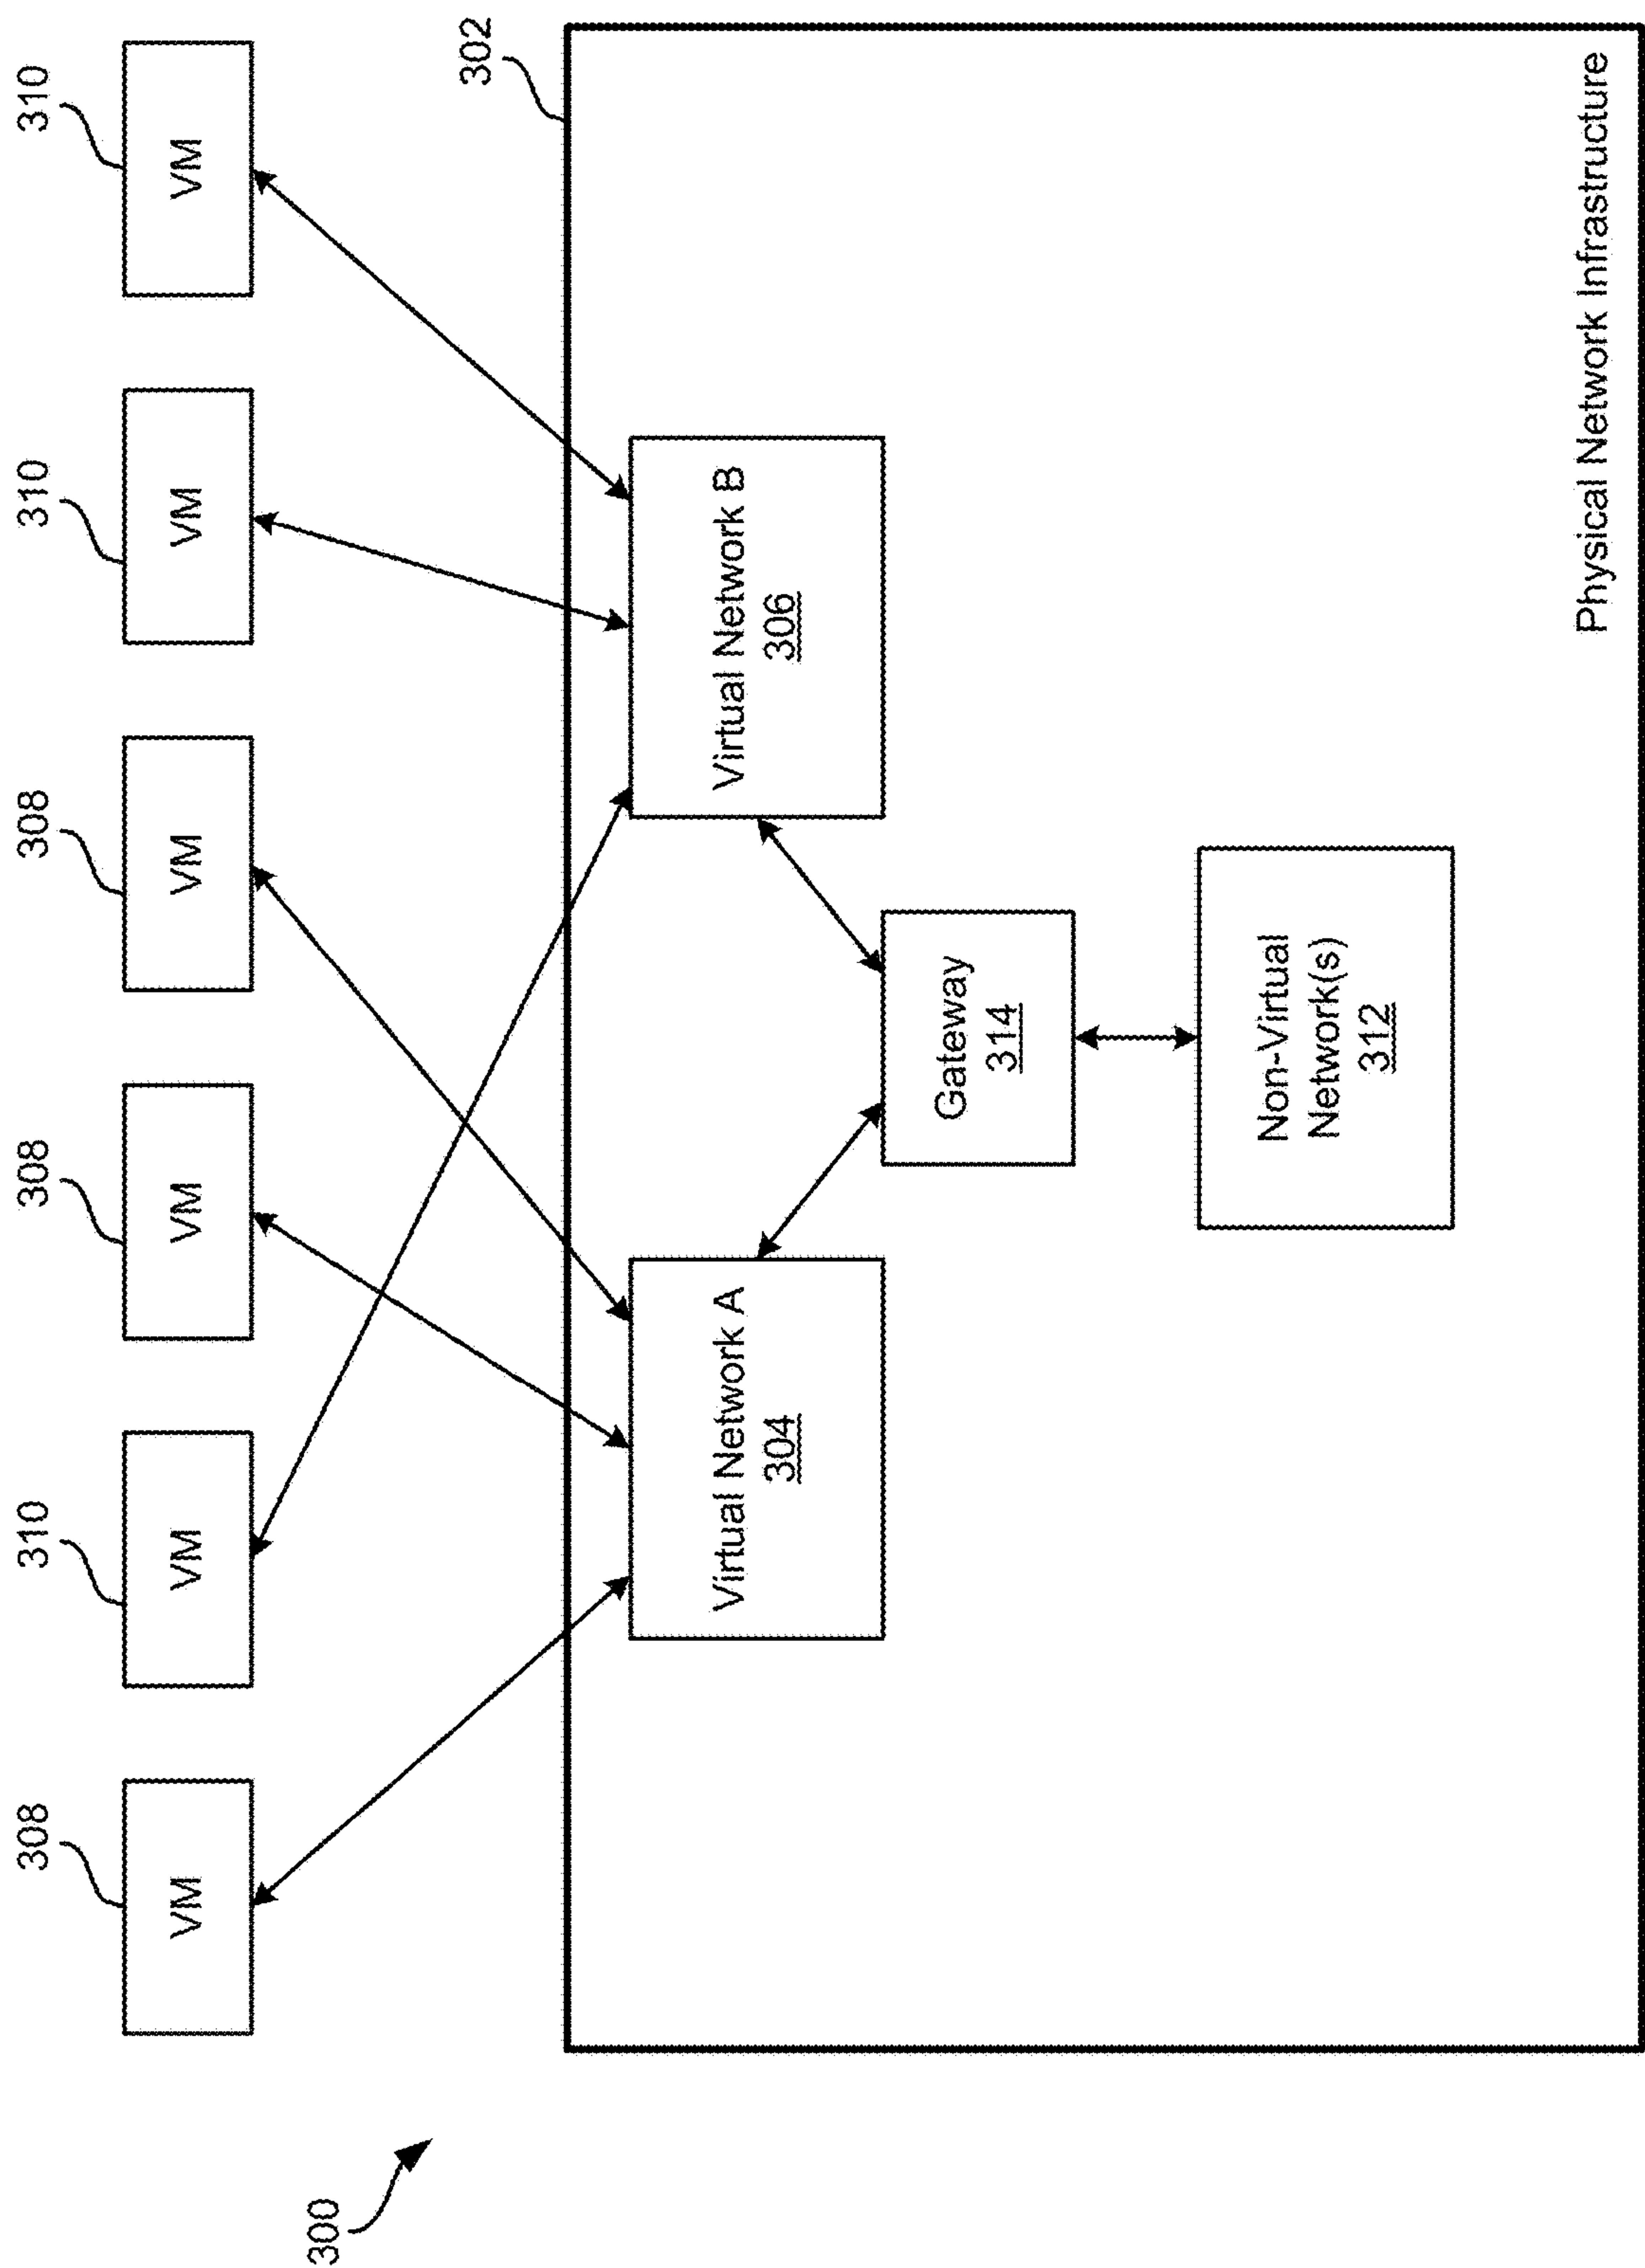 300
308
310
308
308
310
310
VM
VM
VM
VM
VM
VM
302
Virtual Network A
304
Virtual Network B
306
Gateway
314
Non-Virtual
Network(s)
312
Physical Network Infrastructure